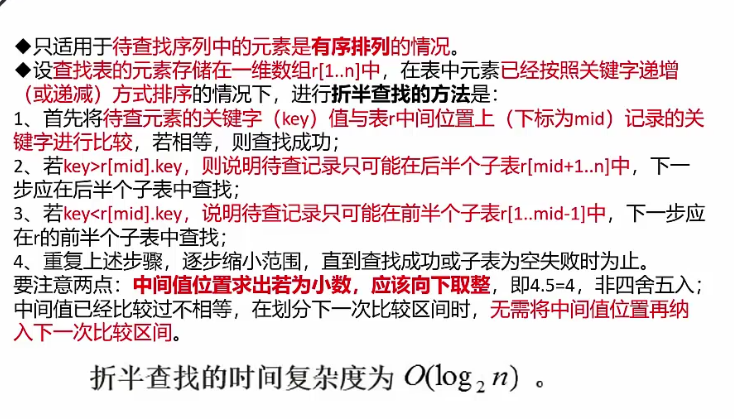 ◆只适用于待查找序列中的元素是有序排列的情况。
◆设查找表的元素存储在一维数组r[1..n]中，在表中元素已经按照关键字递增
（或递减）方式排序的情况下，进行折半查找的方法是：
1、首先将待查元素的关键字（key）值与表r中间位置上（下标为mid）记录的关
键字进行比较，若相等，则查找成功；
2、若key>r[mid].key，则说明待查记录只可能在后半个子表r[mid+1..n]中，下一
步应在后半个子表中查找；
3、若key<r[mid].key，说明待查记录只可能在前半个子表r[1..mid-1]中，下一步应
在r的前半个子表中查找；
4、重复上述步骤，逐步缩小范围，直到查找成功或子表为空失败时为止。
要注意两点：中间值位置求出若为小数，应该向下取整，即4.5=4，非四舍五入；
中间值已经比较过不相等，在划分下一次比较区间时，无需将中间值位置再纳
入下一次比较区间。
折半查找的时间复杂度为 O(log₂ n) 。